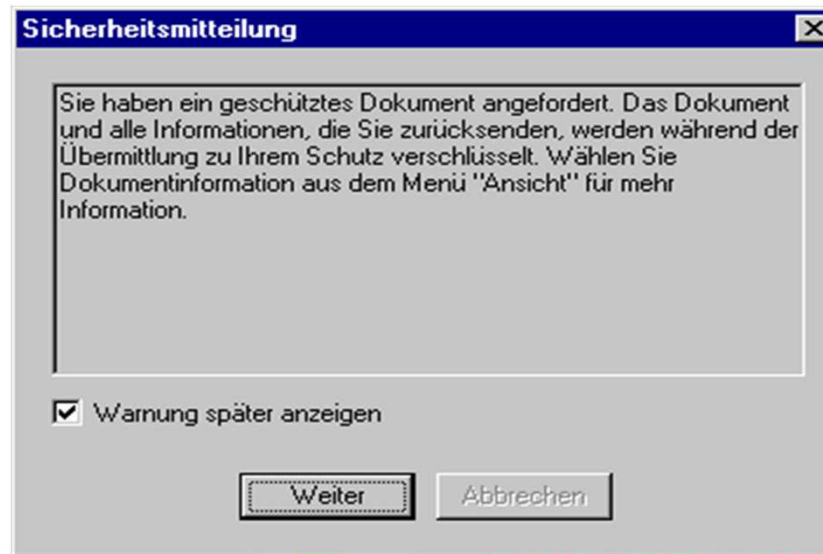 Sicherheitsmitteilung
Sie haben ein geschütztes Dokument angefordert. Das Dokument
und alle Informationen, die Sie zurücksenden, werden während der
Übermittlung zu Ihrem Schutz verschlüsselt. Wählen Sie
Dokumentinformation aus dem Menü "Ansicht" für mehr
Information.
Warnung später anzeigen
Weiter
Abbrechen